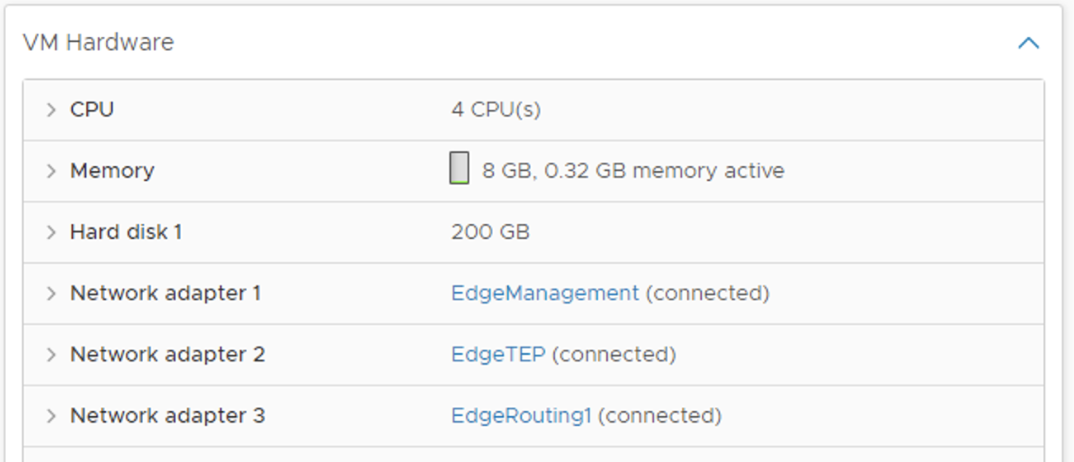 VM Hardware
CPU 4 CPU(s)
Memory 8 GB, 0.32 GB memory active
Hard disk 1 200 GB
Network adapter 1 EdgeManagement (connected)
Network adapter 2 EdgeTEP (connected)
Network adapter 3 EdgeRouting1 (connected)